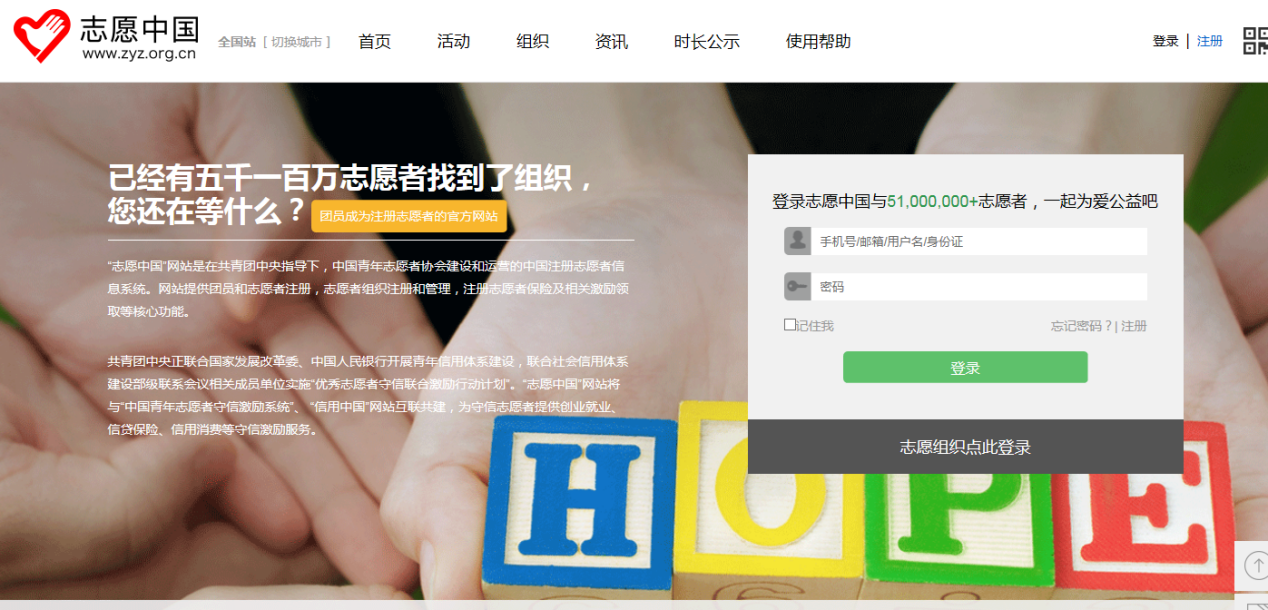 志愿中国
www.zyz.org.cn
全国站 [ 切换城市 ] 首页 活动 组织 资讯 时长公示 使用帮助 登录 | 注册
已经有五千一百万志愿者找到了组织，
您还在等什么？ 团员成为注册志愿者的官方网站
“志愿中国”网站是在共青团中央指导下，中国青年志愿者协会建设和运营的中国注册志愿者信
息系统。网站提供团员和志愿者注册，志愿者组织注册和管理，注册志愿者保险及相关激励领
取等核心功能。
共青团中央正联合国家发展改革委、中国人民银行开展青年信用体系建设，联合社会信用体系
建设部级联系会议相关成员单位实施“优秀志愿者守信联合激励行动计划”。“志愿中国”网站将
与“中国青年志愿者守信激励系统”、“信用中国”网站互联共建，为守信志愿者提供创业就业、
信贷保险、信用消费等守信激励服务。
登录志愿中国与51,000,000+志愿者，一起为爱公益吧
手机号/邮箱/用户名/身份证
密码
记住我 忘记密码？| 注册
登录
志愿组织点此登录
HOPE